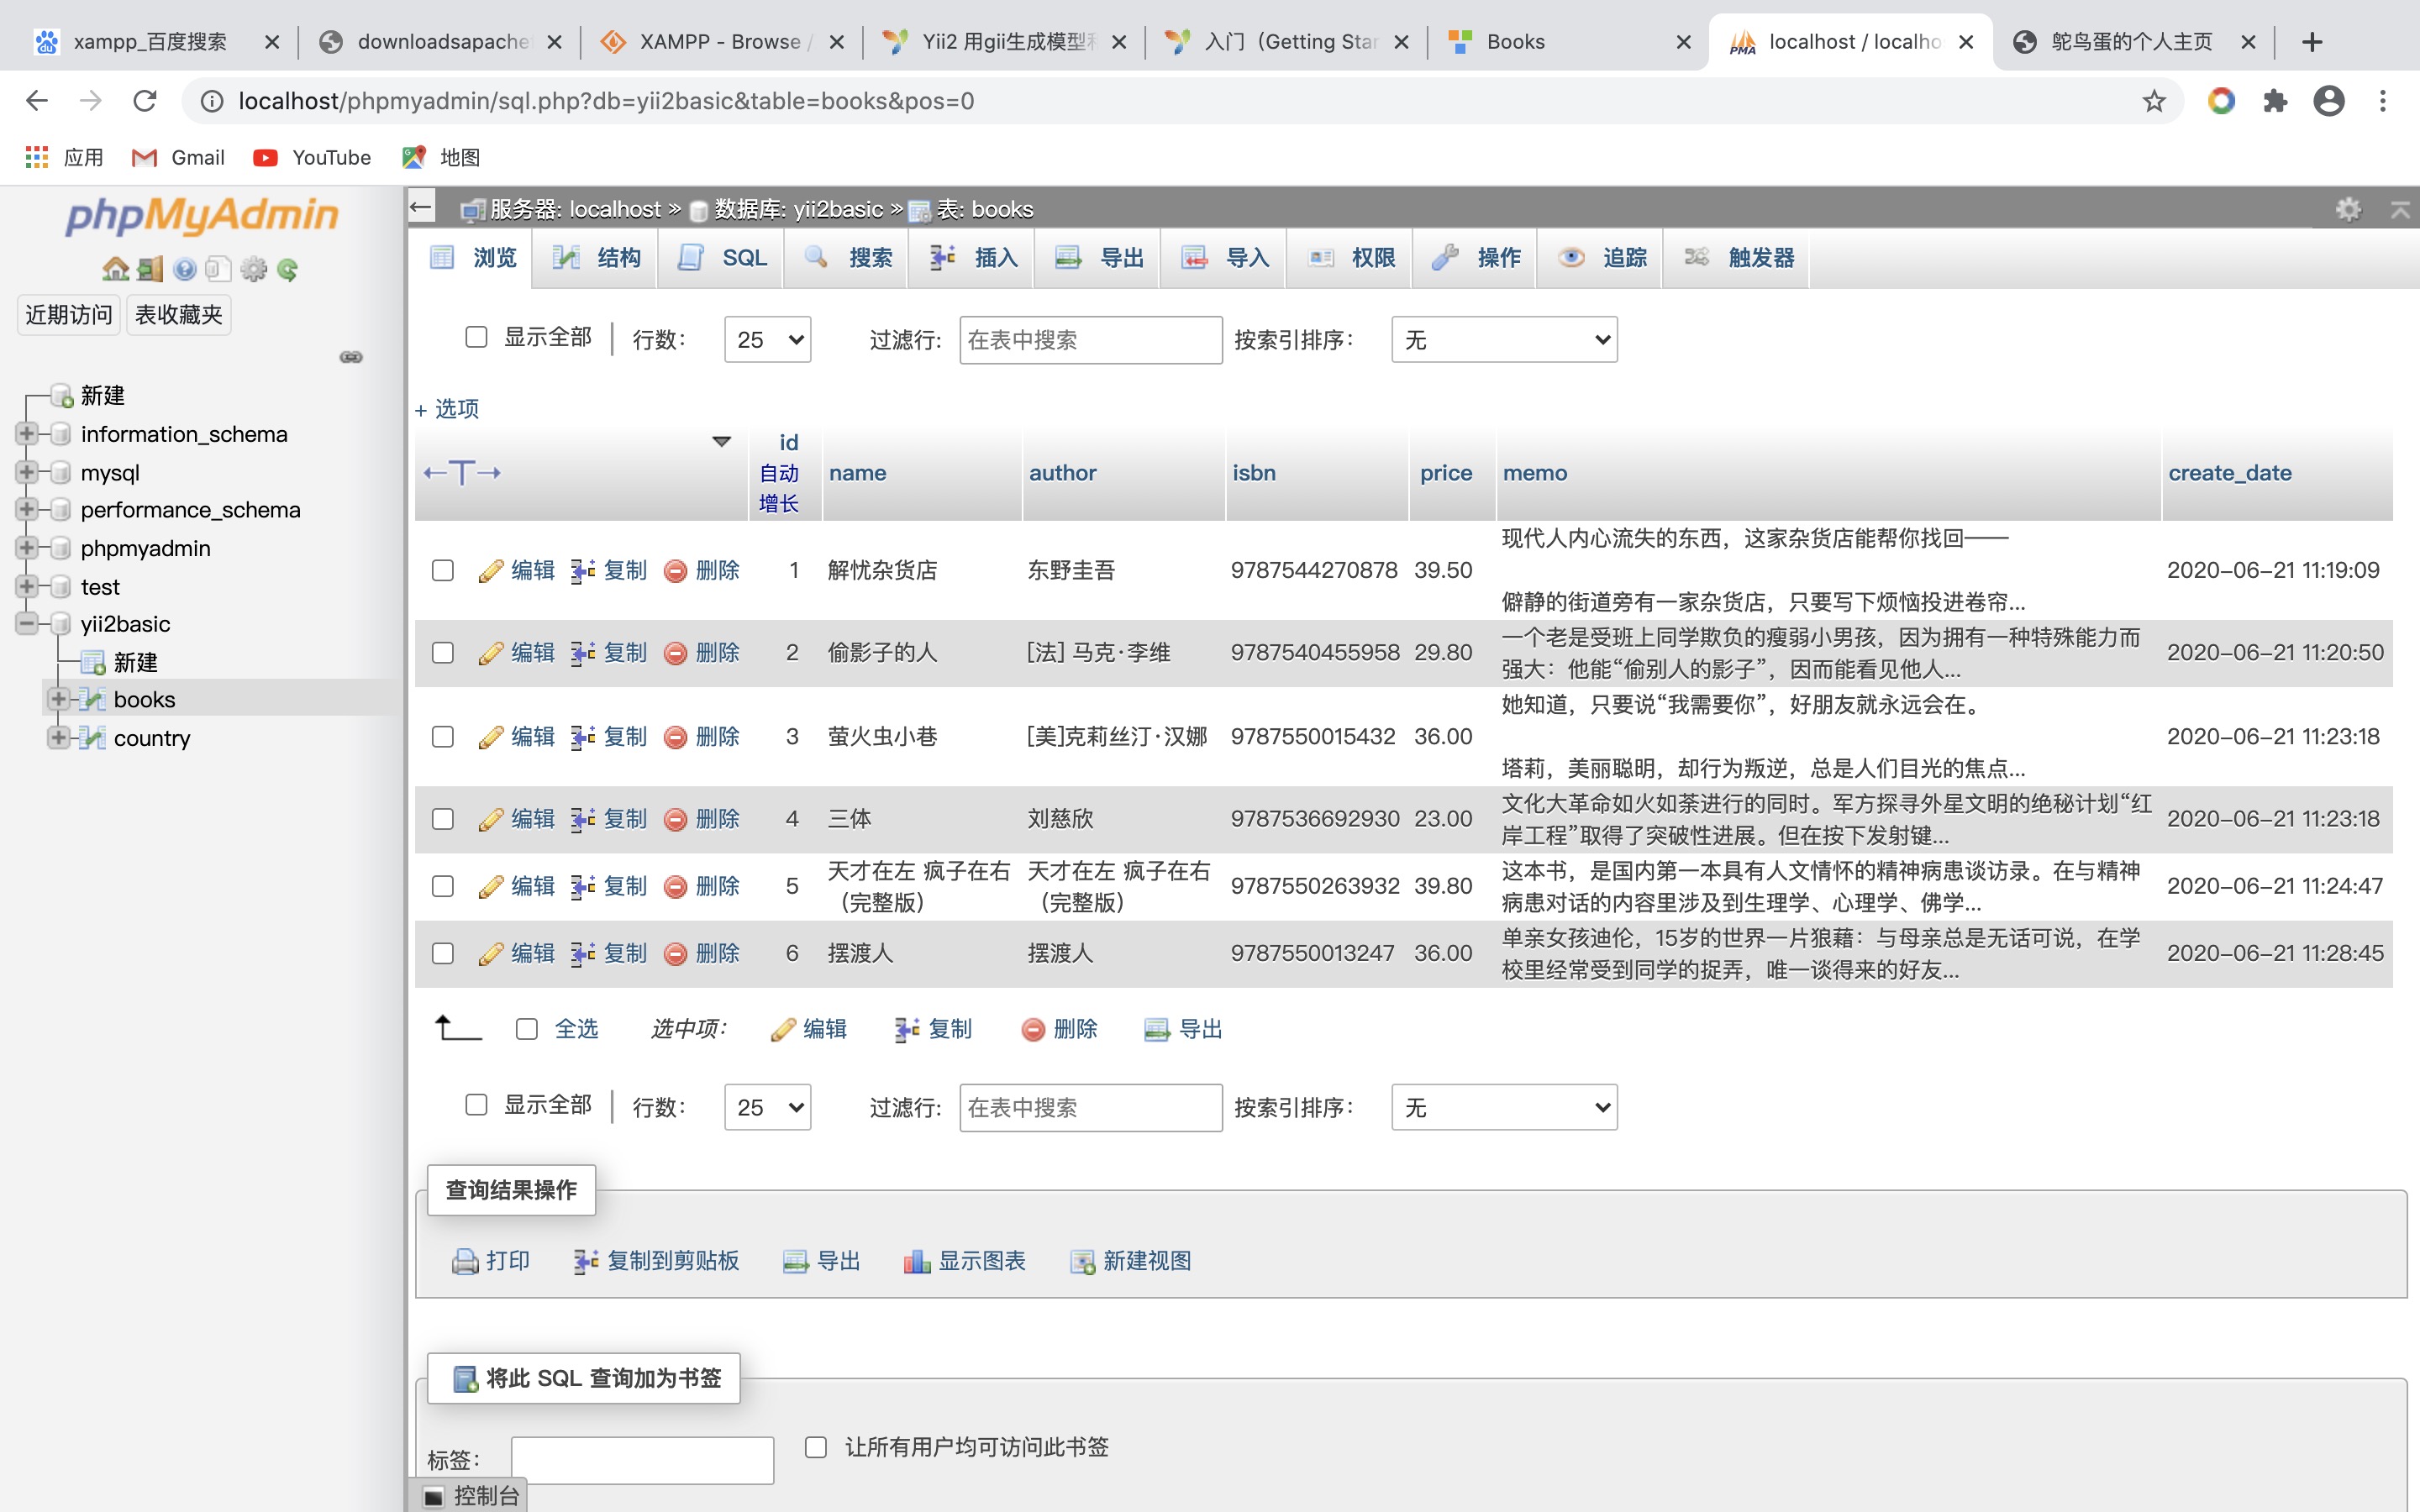 xampp_百度搜索
downloadsapache
XAMPP - Browse /
Yii2 用gii生成模型和
入门（Getting Star
Books
localhost / localho
鸵鸟蛋的个人主页
localhost/phpmyadmin/sql.php?db=yii2basic&table=books&pos=0
应用 Gmail YouTube 地图
phpMyAdmin
近期访问 表收藏夹
新建
information_schema
mysql
performance_schema
phpmyadmin
test
yii2basic
新建
books
country
服务器: localhost » 数据库: yii2basic » 表: books
浏览 结构 SQL 搜索 插入 导出 导入 权限 操作 追踪 触发器
显示全部 | 行数： 25 过滤行: 在表中搜索 按索引排序： 无
+ 选项
←T→ id 自动增长 name author isbn price memo create_date
编辑 复制 删除 1 解忧杂货店 东野圭吾 9787544270878 39.50 现代人内心流失的东西，这家杂货店能帮你找回——
僻静的街道旁有一家杂货店，只要写下烦恼投进卷帘... 2020-06-21 11:19:09
编辑 复制 删除 2 偷影子的人 [法] 马克·李维 9787540455958 29.80 一个老是受班上同学欺负的瘦弱小男孩，因为拥有一种特殊能力而
强大：他能“偷别人的影子”，因而能看见他人... 2020-06-21 11:20:50
编辑 复制 删除 3 萤火虫小巷 [美]克莉丝汀·汉娜 9787550015432 36.00 她知道，只要说“我需要你”，好朋友就永远会在。
塔莉，美丽聪明，却行为叛逆，总是人们目光的焦点... 2020-06-21 11:23:18
编辑 复制 删除 4 三体 刘慈欣 9787536692930 23.00 文化大革命如火如荼进行的同时。军方探寻外星文明的绝秘计划“红
岸工程”取得了突破性进展。但在按下发射键... 2020-06-21 11:23:18
编辑 复制 删除 5 天才在左 疯子在右（完整版） 天才在左 疯子在右（完整版） 9787550263932 39.80 这本书，是国内第一本具有人文情怀的精神病患谈访录。在与精神
病患对话的内容里涉及到生理学、心理学、佛学... 2020-06-21 11:24:47
编辑 复制 删除 6 摆渡人 摆渡人 9787550013247 36.00 单亲女孩迪伦，15岁的世界一片狼藉：与母亲总是无话可说，在学
校里经常受到同学的捉弄，唯一谈得来的好友... 2020-06-21 11:28:45
全选 选中项： 编辑 复制 删除 导出
显示全部 | 行数： 25 过滤行: 在表中搜索 按索引排序： 无
查询结果操作
打印 复制到剪贴板 导出 显示图表 新建视图
将此 SQL 查询加为书签
标签： 让所有用户均可访问此书签
控制台